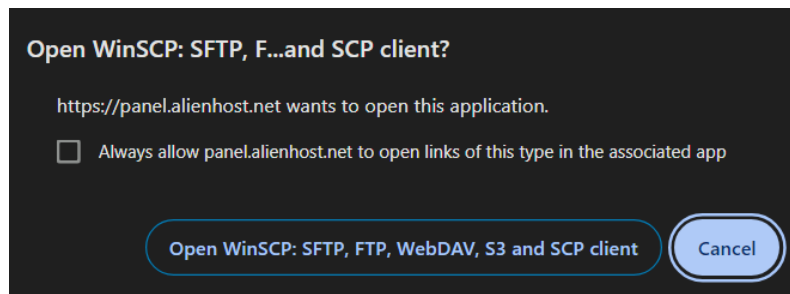 Open WinSCP: SFTP, F...and SCP client?
https://panel.alienhost.net wants to open this application.
Always allow panel.alienhost.net to open links of this type in the associated app
Open WinSCP: SFTP, FTP, WebDAV, S3 and SCP client
Cancel